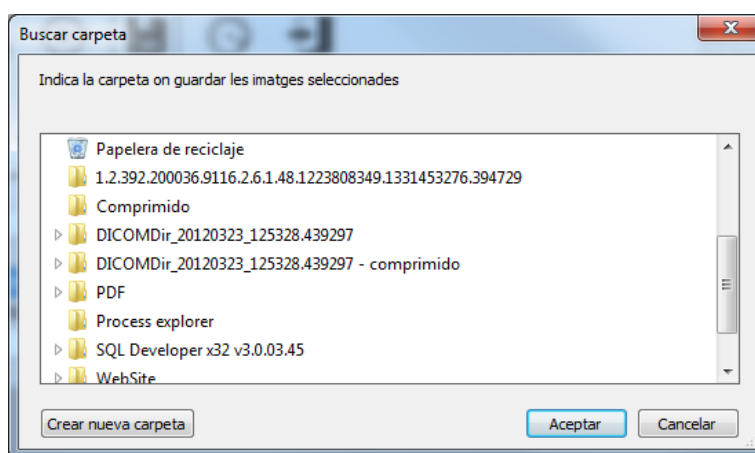 Buscar carpeta
Indica la carpeta on guardar les imatges seleccionades
Papelera de reciclaje
1.2.392.200036.9116.2.6.1.48.1223808349.1331453276.394729
Comprimido
DICOMDir_20120323_125328.439297
DICOMDir_20120323_125328.439297 - comprimido
PDF
Process explorer
SQL Developer x32 v3.0.03.45
WebSite
Crear nueva carpeta Aceptar Cancelar